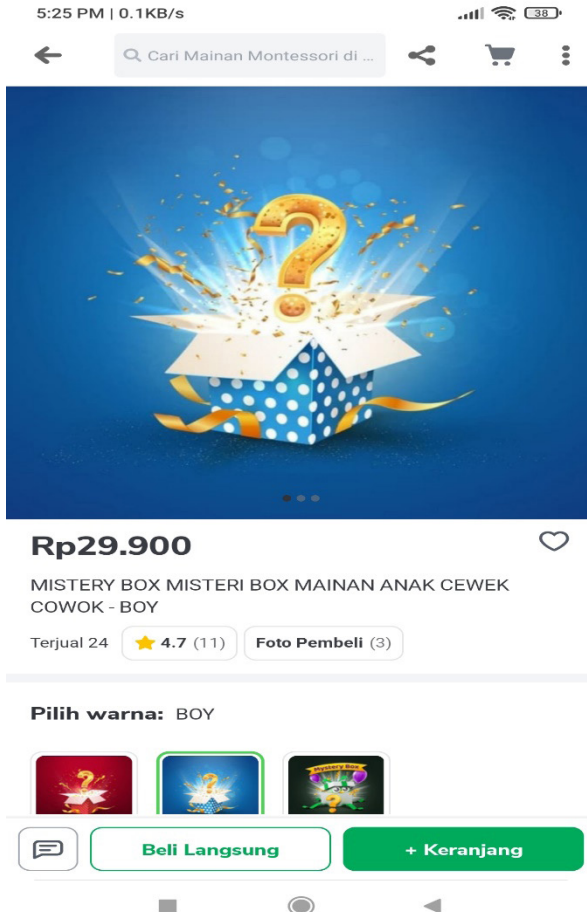 5:25 PM | 0.1KB/s
38
Cari Mainan Montessori di ...
?
Rp29.900
MISTERY BOX MISTERI BOX MAINAN ANAK CEWEK
COWOK - BOY
Terjual 24 4.7 (11) Foto Pembeli (3)
Pilih warna: BOY
? ? Mystery Box ?
Beli Langsung + Keranjang